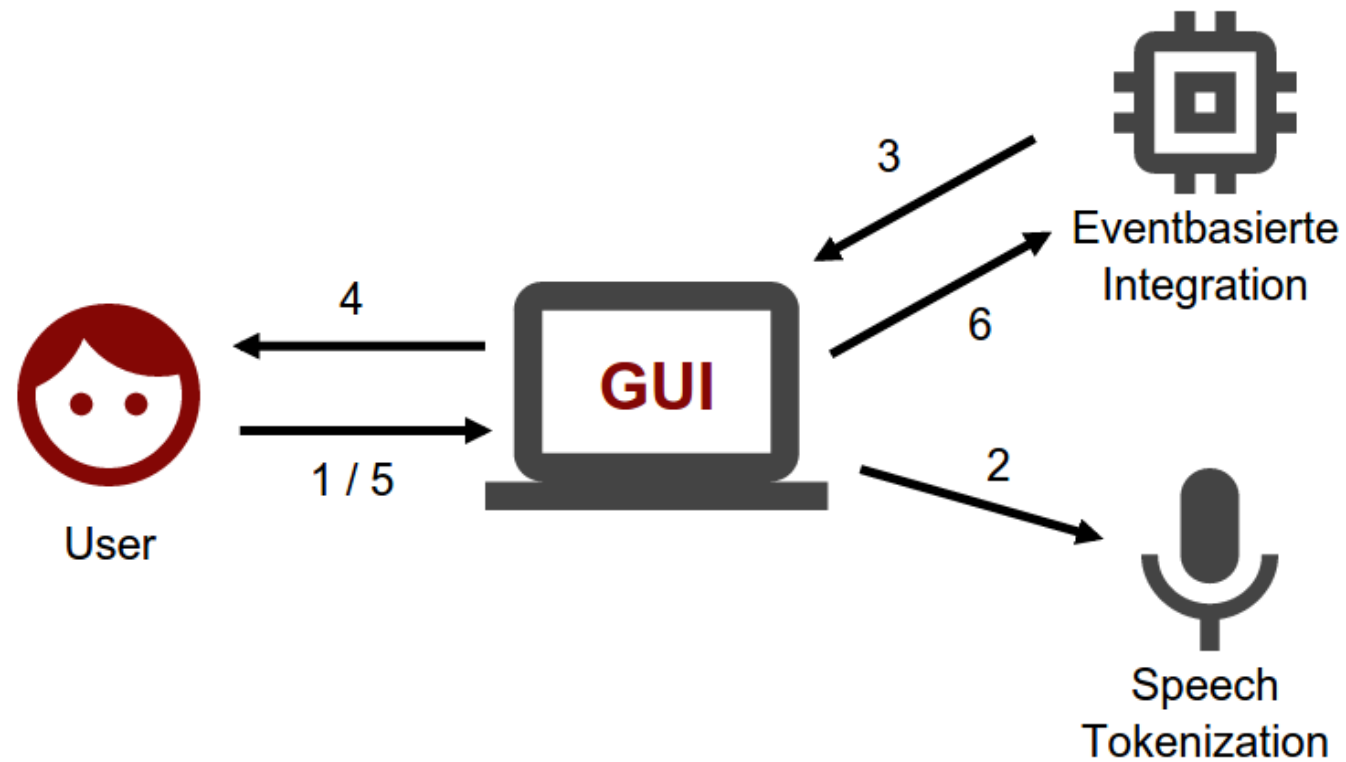 3
Eventbasierte
Integration
4
6
GUI
1 / 5
2
User
Speech
Tokenization